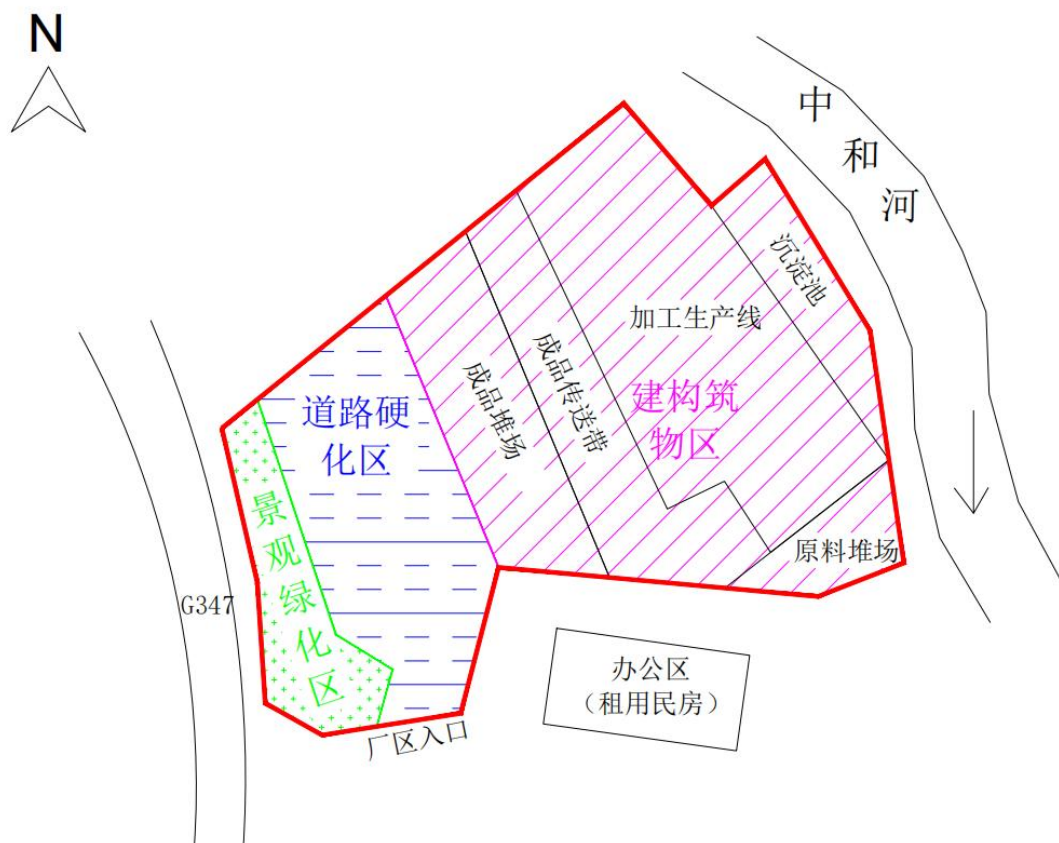 N
中
和
河
沉淀池
加工生产线
成品传送带
成品堆场
建构筑
物区
道路硬
化区
景观绿化区
原料堆场
G347
办公区
（租用民房）
厂区入口